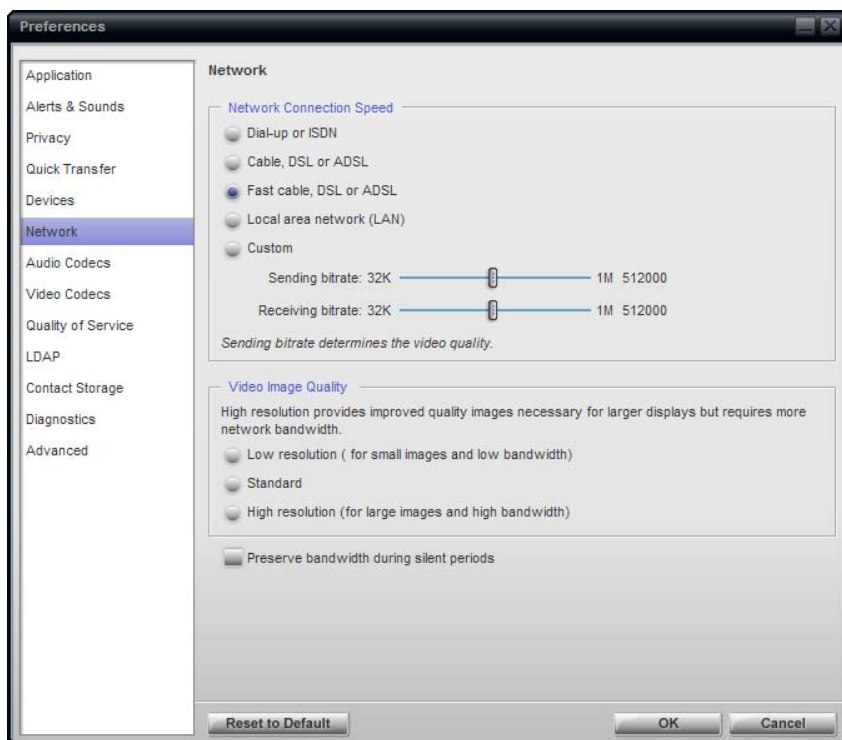 Preferences
Application
Alerts & Sounds
Privacy
Quick Transfer
Devices
Network
Audio Codecs
Video Codecs
Quality of Service
LDAP
Contact Storage
Diagnostics
Advanced
Network
Network Connection Speed
Dial-up or ISDN
Cable, DSL or ADSL
Fast cable, DSL or ADSL
Local area network (LAN)
Custom
Sending bitrate: 32K 1M 512000
Receiving bitrate: 32K 1M 512000
Sending bitrate determines the video quality.
Video Image Quality
High resolution provides improved quality images necessary for larger displays but requires more
network bandwidth.
Low resolution ( for small images and low bandwidth)
Standard
High resolution (for large images and high bandwidth)
Preserve bandwidth during silent periods
Reset to Default OK Cancel